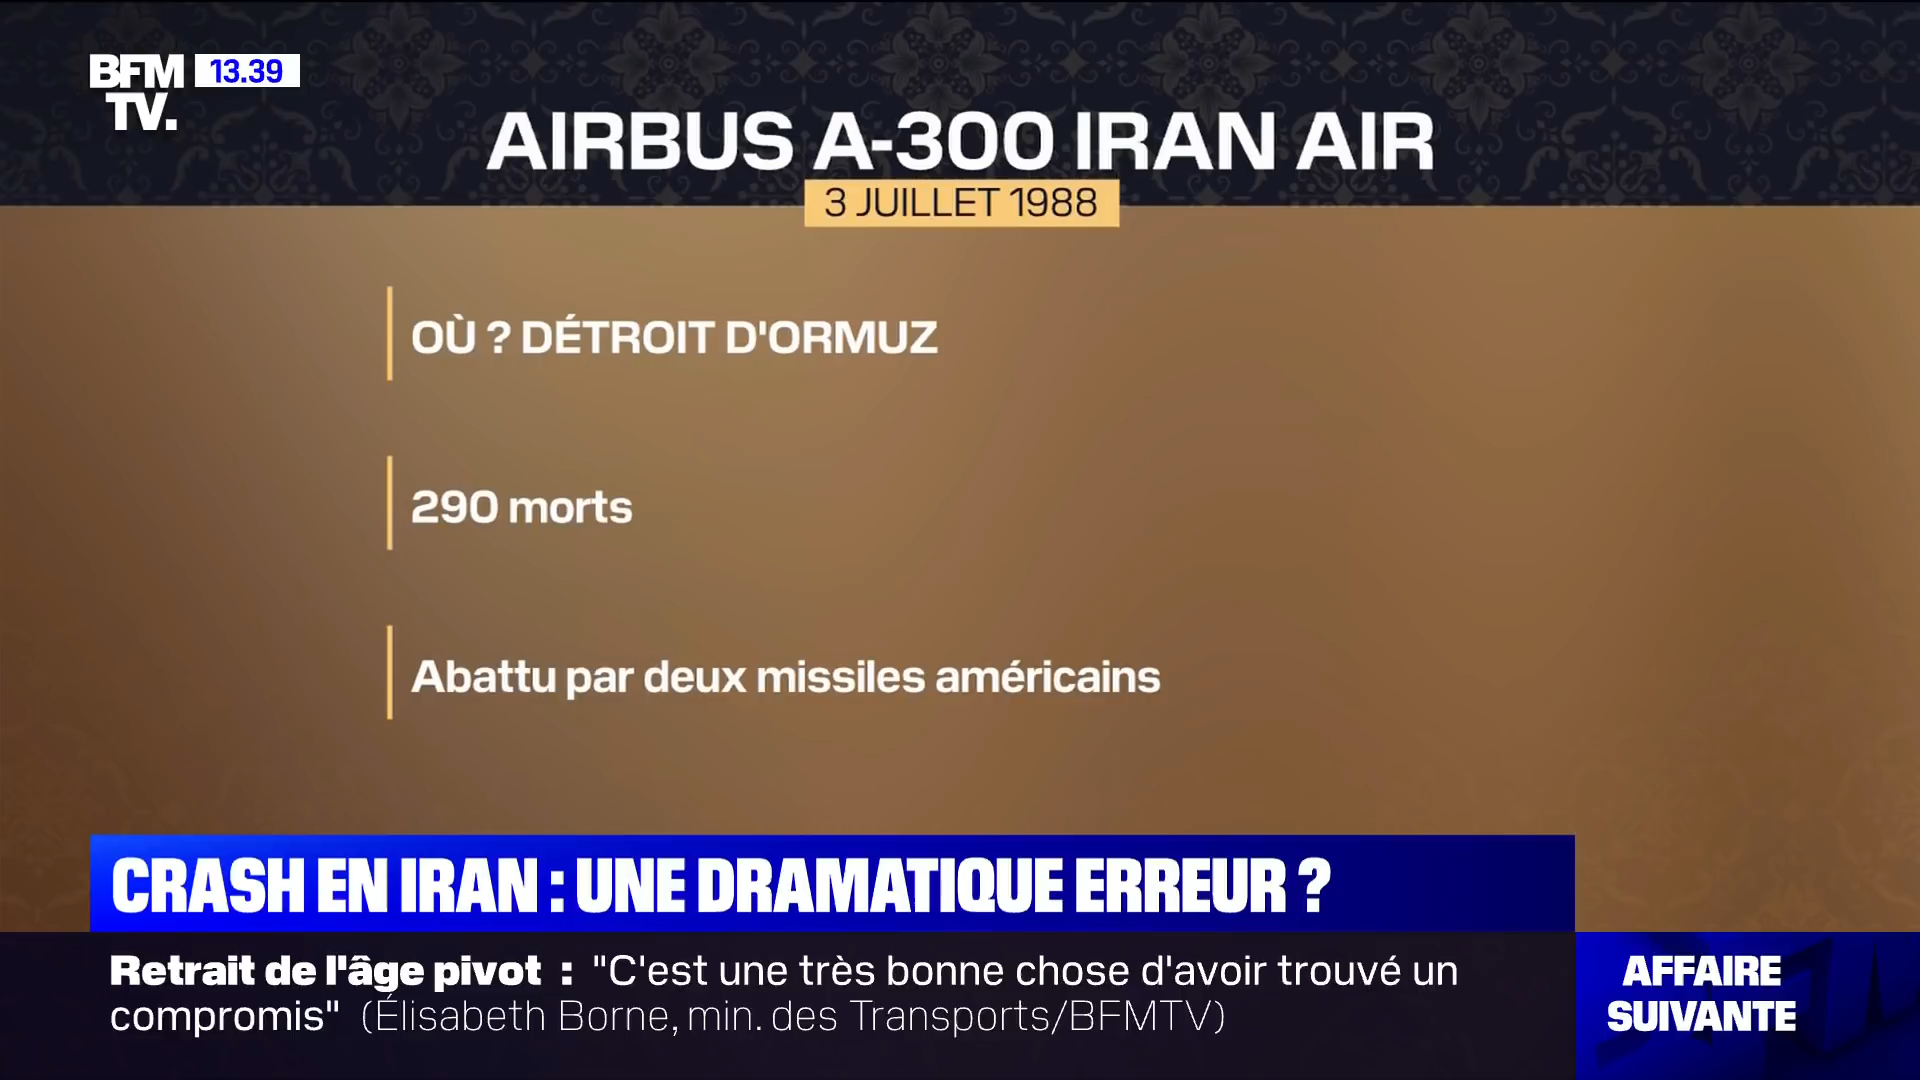 BFM
TV.
13.39
AIRBUS A-300 IRAN AIR
3 JUILLET 1988
OÙ ? DÉTROIT D'ORMUZ
290 morts
Abattu par deux missiles américains
CRASH EN IRAN : UNE DRAMATIQUE ERREUR ?
Retrait de l'âge pivot : "C'est une très bonne chose d'avoir trouvé un
compromis" (Élisabeth Borne, min. des Transports/BFMTV)
AFFAIRE
SUIVANTE